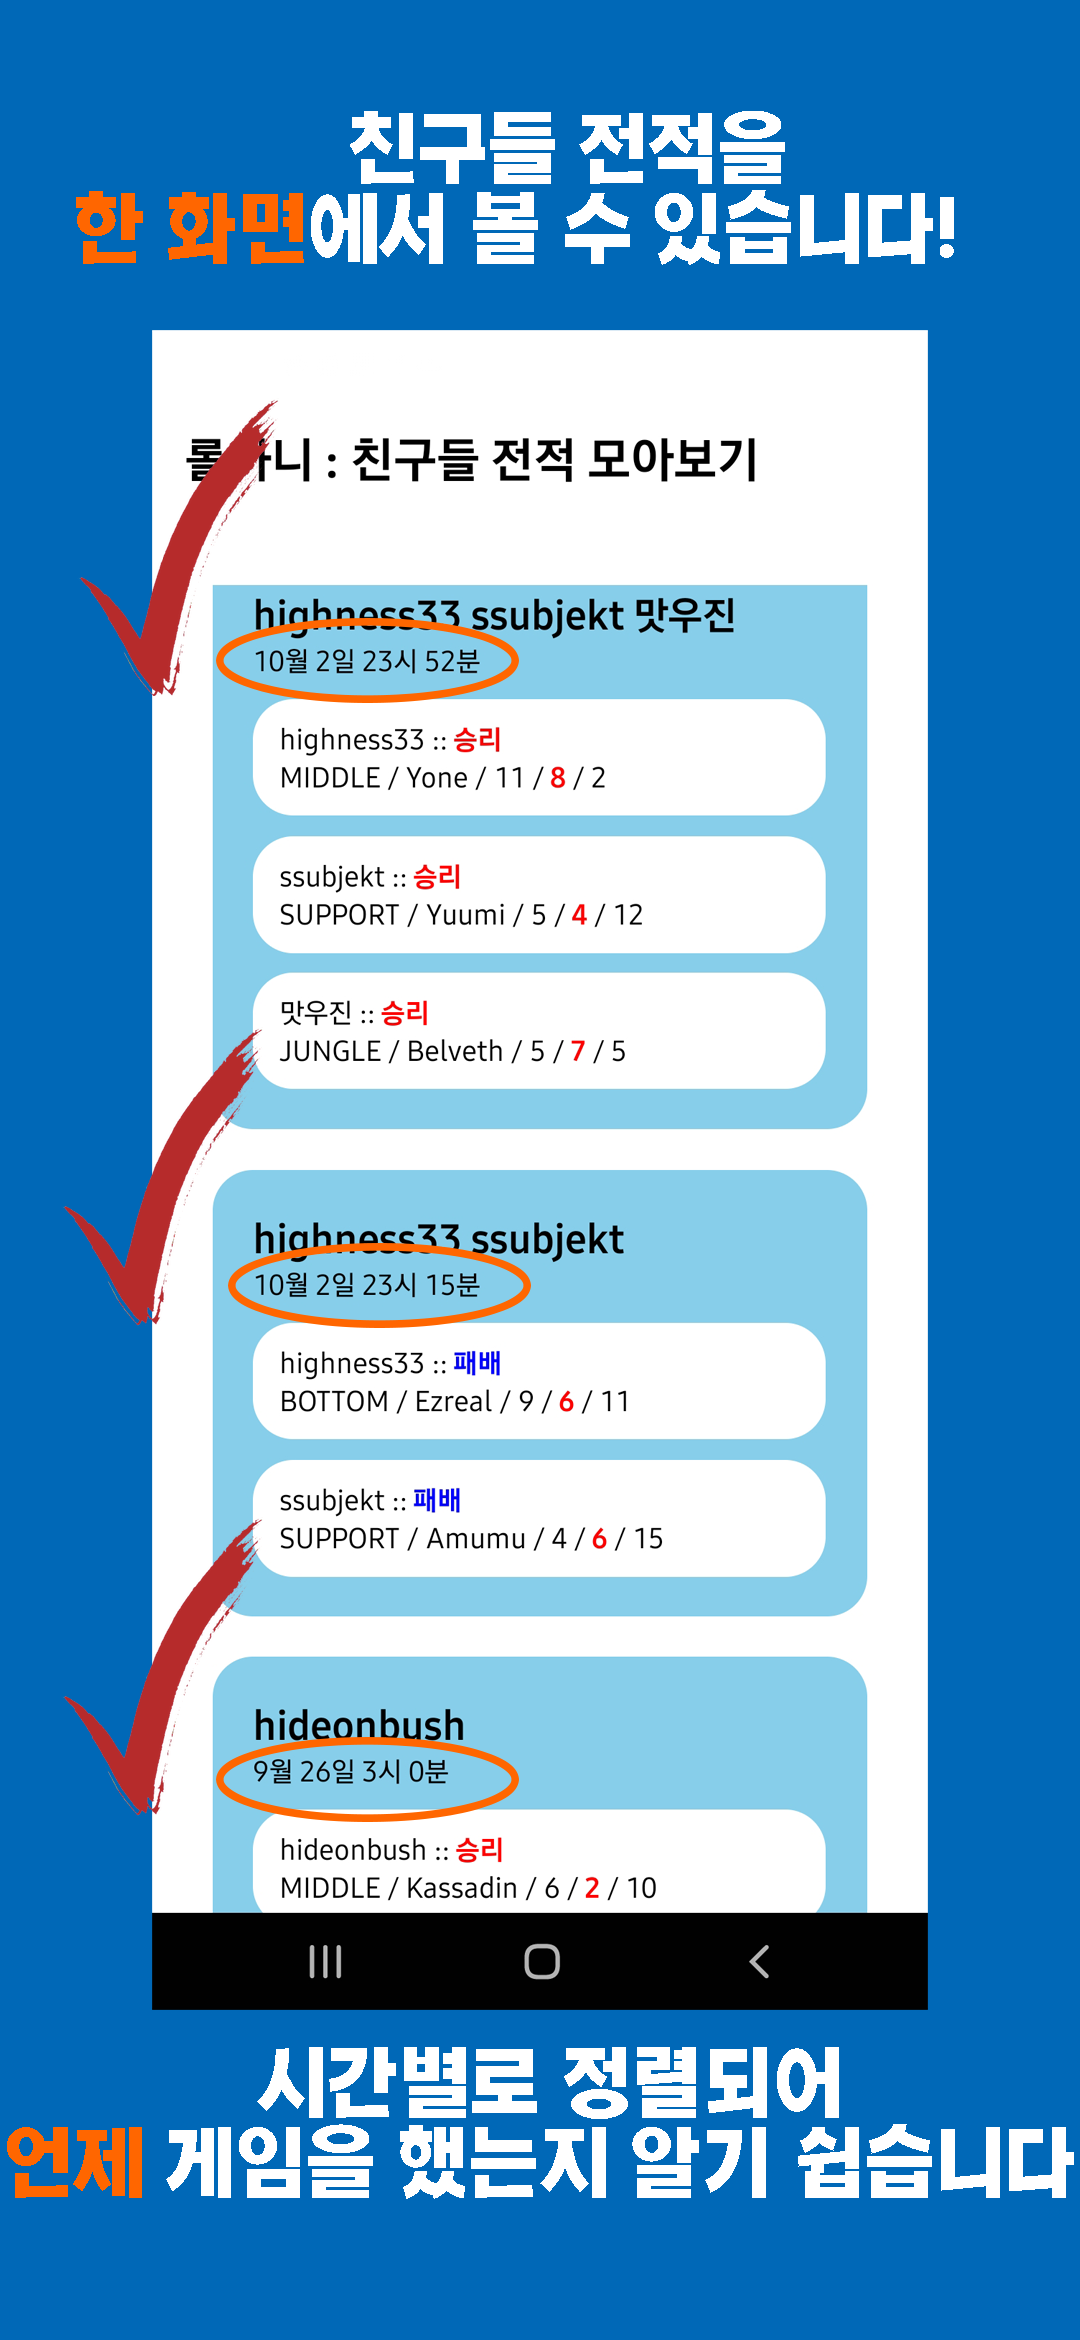 친구들 전적을
한 화면에서 볼 수 있습니다!
: 친구들 전적 모아보기
highness33 ssubjekt 맛우진
10월 2일 23시 52분
highness33 :: 승리
MIDDLE / Yone / 11 / 8 / 2
ssubjekt :: 승리
SUPPORT / Yuumi / 5 / 4 / 12
맛우진 :: 승리
JUNGLE / Belveth / 5 / 7 / 5
highness33 ssubjekt
10월 2일 23시 15분
highness33 :: 패배
BOTTOM / Ezreal / 9 / 6 / 11
ssubjekt :: 패배
SUPPORT / Amumu / 4 / 6 / 15
hideonbush
9월 26일 3시 0분
hideonbush :: 승리
MIDDLE / Kassadin / 6 / 2 / 10
시간별로 정렬되어
언제 게임을 했는지 알기 쉽습니다